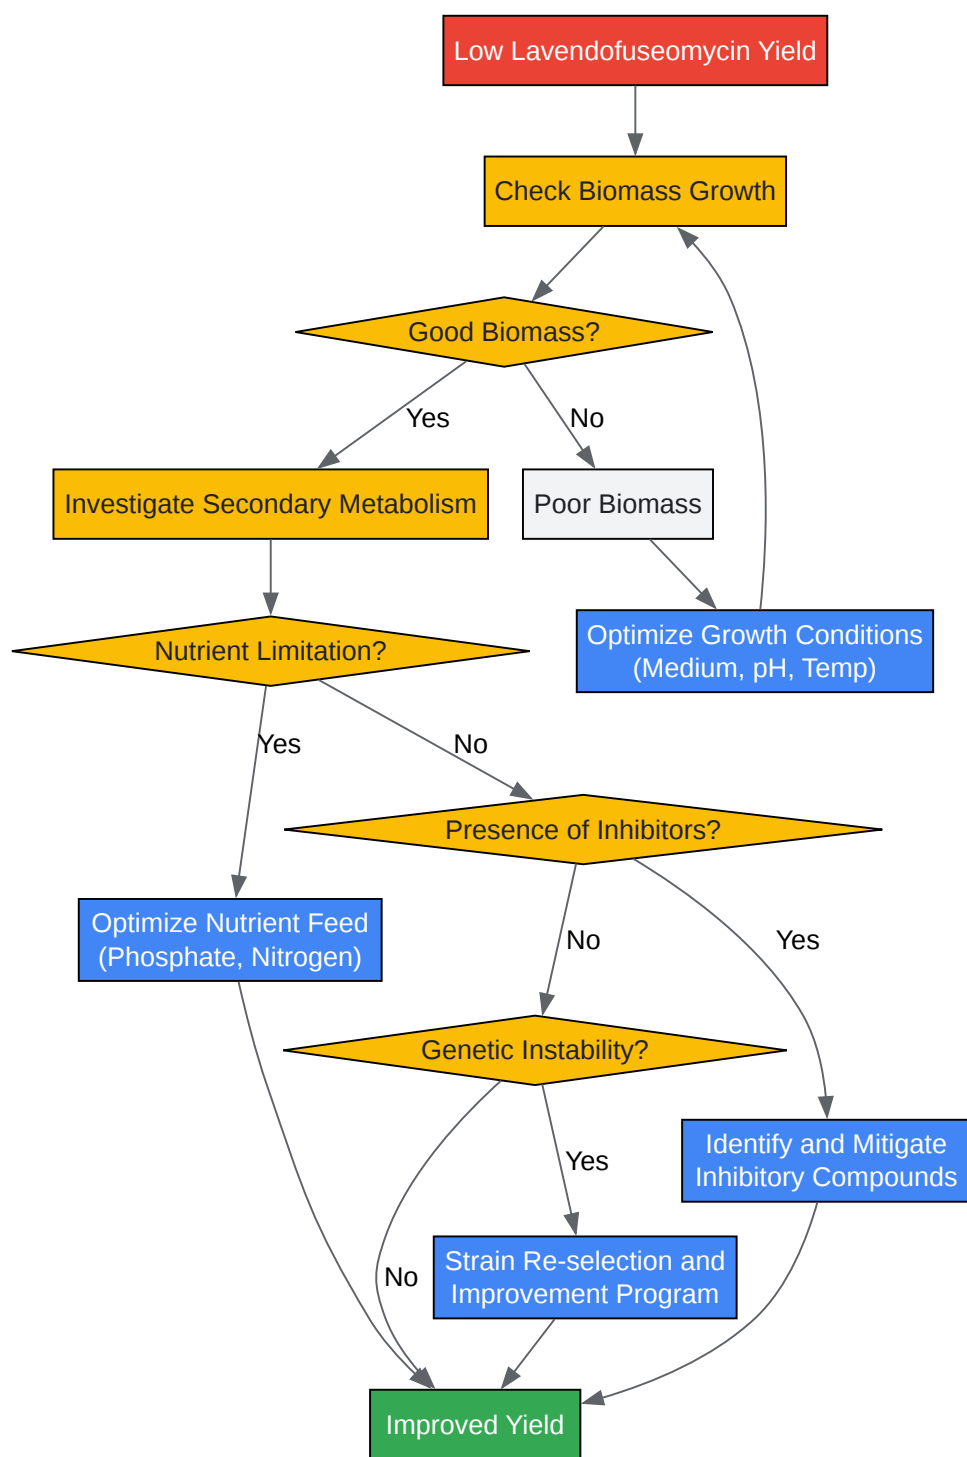 Low Lavendofuseomycin Yield
Check Biomass Growth
Good Biomass?
Yes
No
Investigate Secondary Metabolism
Poor Biomass
Optimize Growth Conditions
(Medium, pH, Temp)
Nutrient Limitation?
Yes
No
Presence of Inhibitors?
Optimize Nutrient Feed
(Phosphate, Nitrogen)
No
Yes
Genetic Instability?
Identify and Mitigate
Inhibitory Compounds
Yes
No
Strain Re-selection and
Improvement Program
Improved Yield